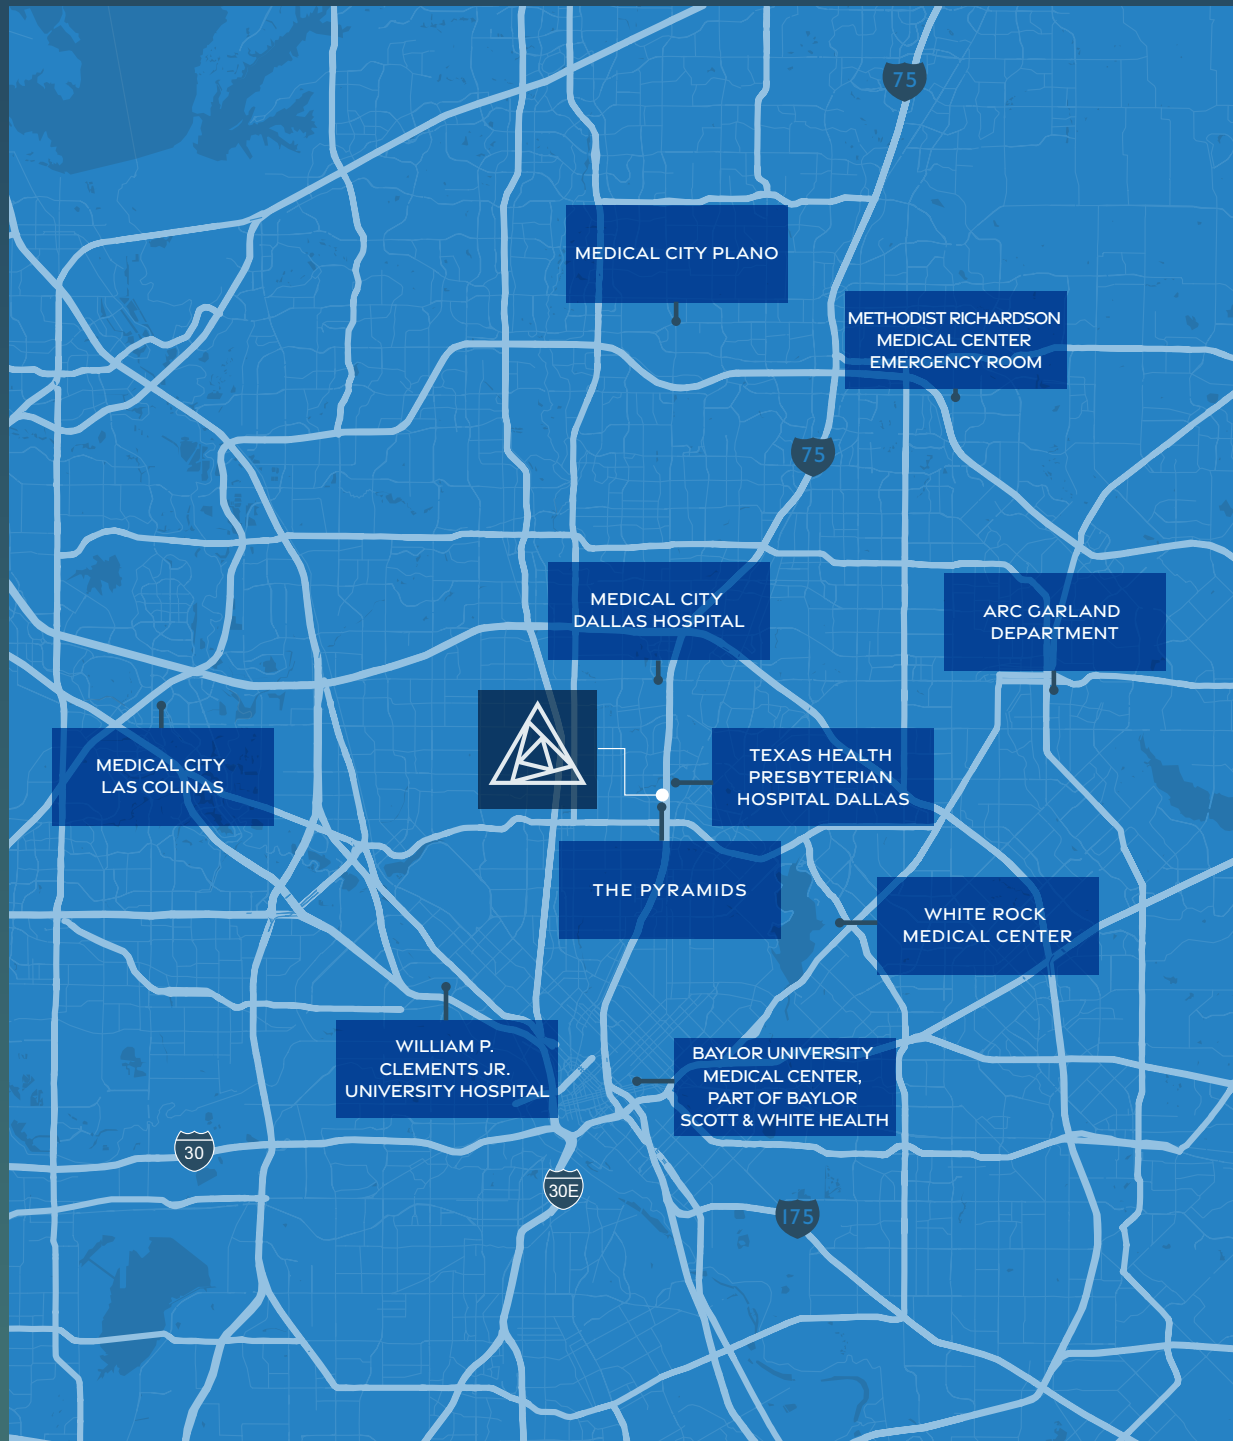 75
MEDICAL CITY PLANO
METHODIST RICHARDSON
MEDICAL CENTER
EMERGENCY ROOM
75
MEDICAL CITY
DALLAS HOSPITAL
ARC GARLAND
DEPARTMENT
MEDICAL CITY
LAS COLINAS
TEXAS HEALTH
PRESBYTERIAN
HOSPITAL DALLAS
THE PYRAMIDS
WHITE ROCK
MEDICAL CENTER
WILLIAM P.
CLEMENTS JR.
UNIVERSITY HOSPITAL
BAYLOR UNIVERSITY
MEDICAL CENTER,
PART OF BAYLOR
SCOTT & WHITE HEALTH
30
30E
175